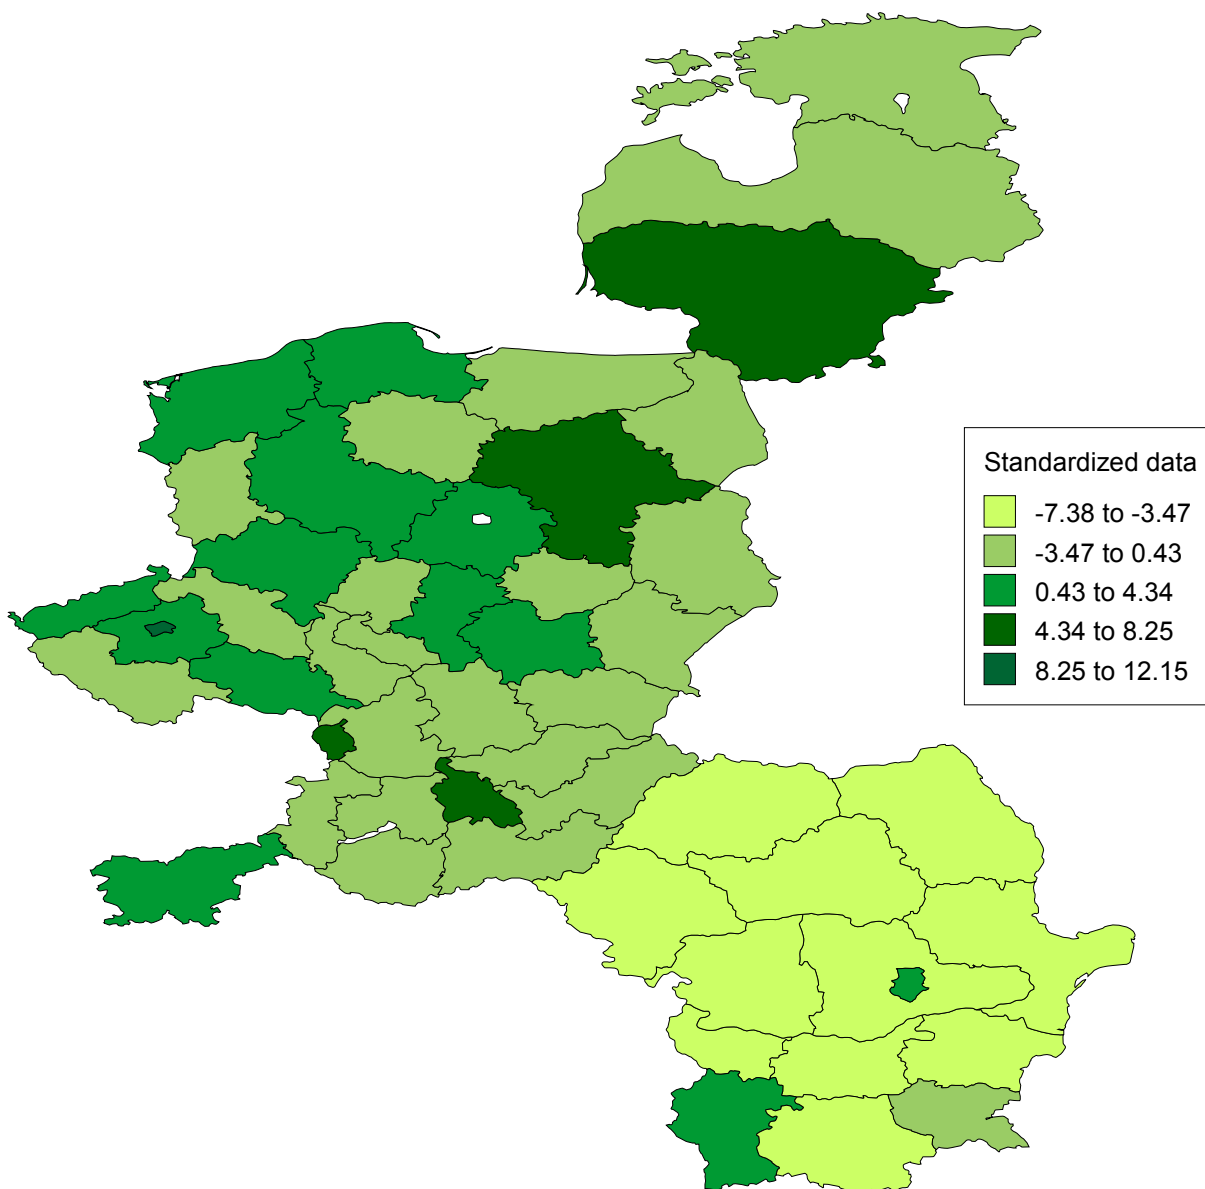 Standardized data
-7.38 to -3.47
-3.47 to 0.43
0.43 to 4.34
4.34 to 8.25
8.25 to 12.15